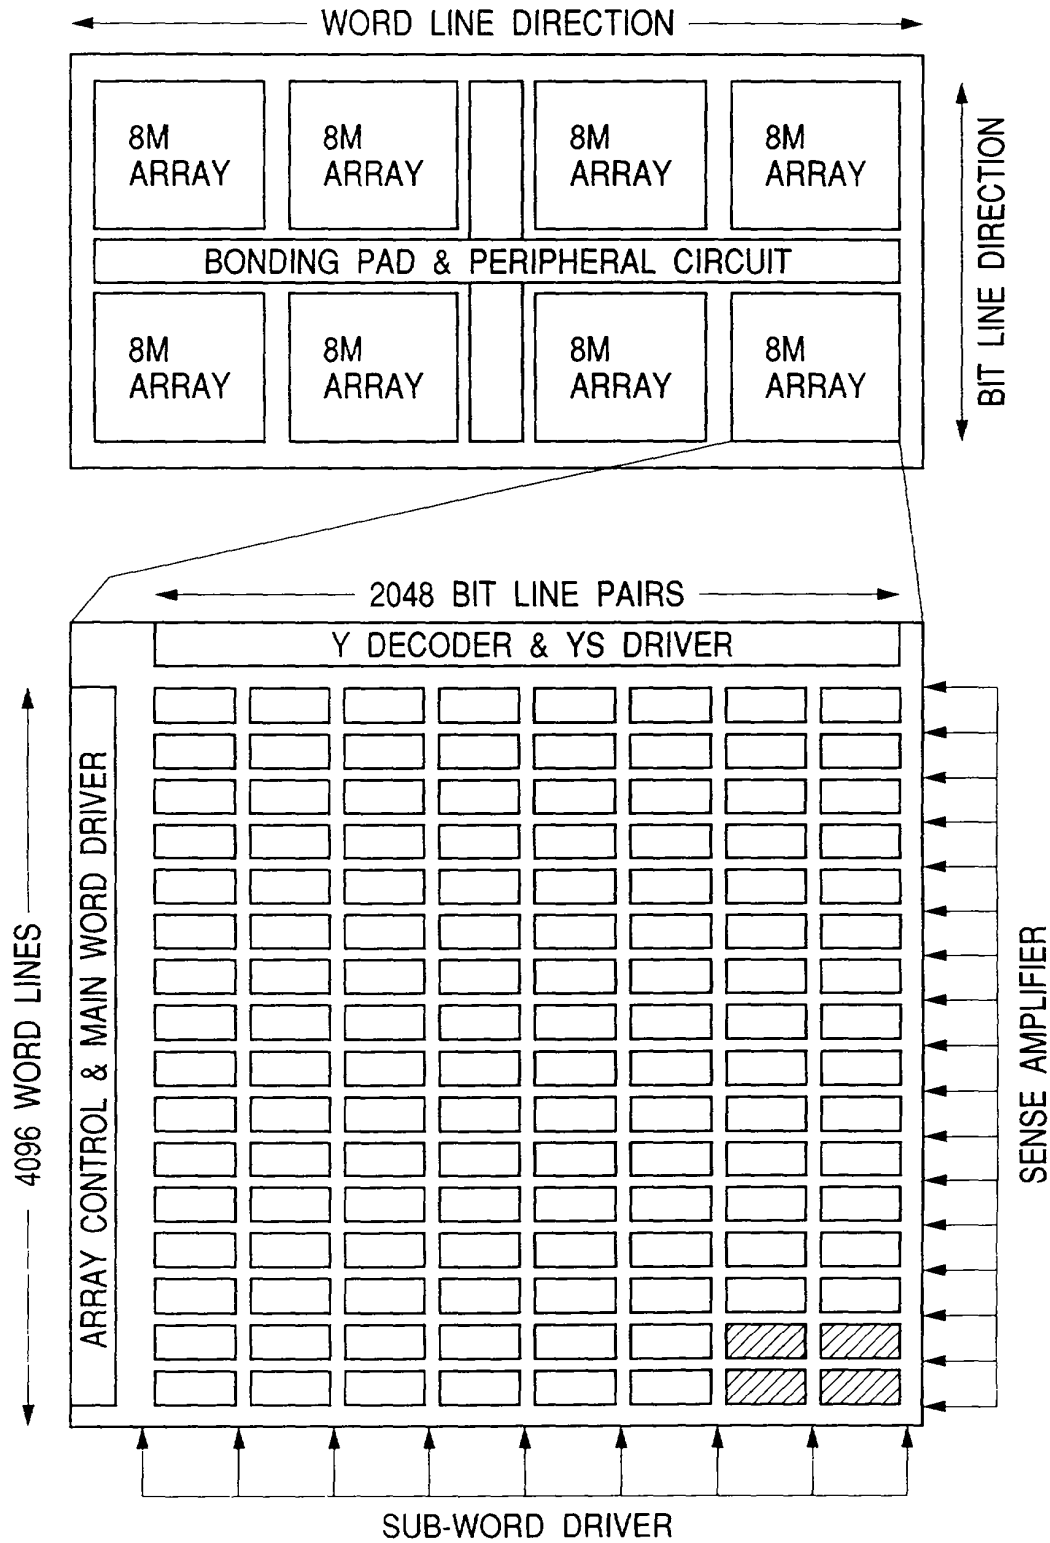 WORD LINE DIRECTION
8M
ARRAY
8M
ARRAY
8M
ARRAY
8M
ARRAY
BIT LINE DIRECTION
BONDING PAD & PERIPHERAL CIRCUIT
8M
ARRAY
8M
ARRAY
8M
ARRAY
8M
ARRAY
2048 BIT LINE PAIRS
Y DECODER & YS DRIVER
4096 WORD LINES
ARRAY CONTROL & MAIN WORD DRIVER
SENSE AMPLIFIER
SUB-WORD DRIVER